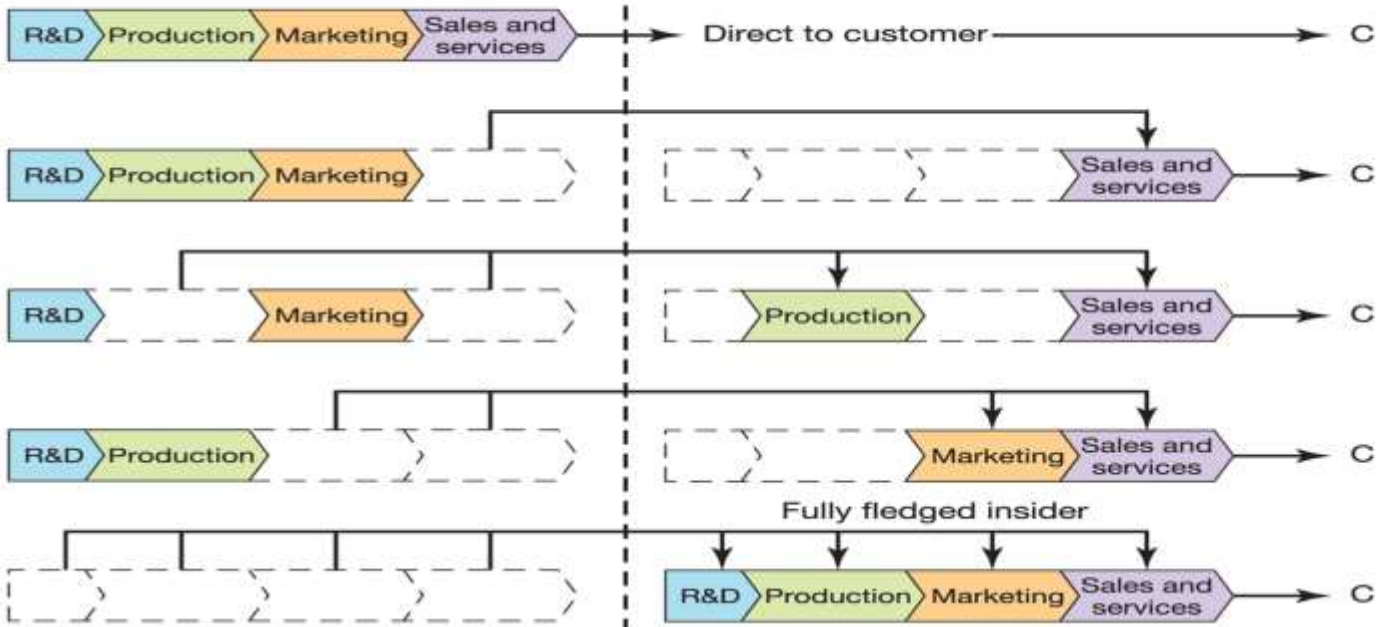 R&D Production Marketing Sales and services Direct to customer C
R&D Production Marketing Sales and services C
R&D Marketing Production Sales and services C
R&D Production Marketing Sales and services C
Fully fledged insider
R&D Production Marketing Sales and services C